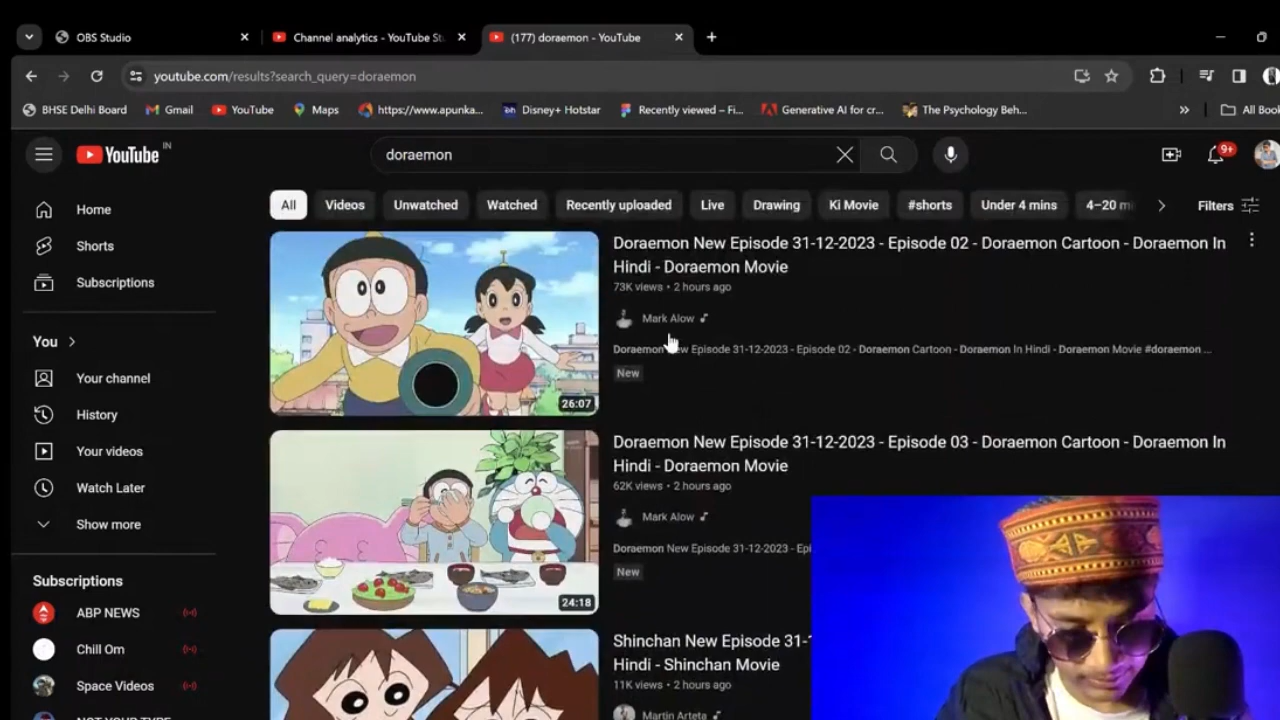 OBS Studio
Channel analytics - YouTube St
(177) doraemon - YouTube
youtube.com/results?search_query=doraemon
BHSE Delhi Board
Gmail
YouTube
Maps
https://www.apunka...
Disney+ Hotstar
Recently viewed – Fi...
Generative AI for cr...
The Psychology Beh...
»
All Boo
YouTube IN
doraemon
9+
Home
Shorts
Subscriptions
You
Your channel
History
Your videos
Watch Later
Show more
Subscriptions
ABP NEWS
Chill Om
Space Videos
NOT YOUR TYPE
All
Videos
Unwatched
Watched
Recently uploaded
Live
Drawing
Ki Movie
#shorts
Under 4 mins
4–20 m
Filters
26:07
Doraemon New Episode 31-12-2023 - Episode 02 - Doraemon Cartoon - Doraemon In
Hindi - Doraemon Movie
73K views • 2 hours ago
Mark Alow
Doraemon New Episode 31-12-2023 - Episode 02 - Doraemon Cartoon - Doraemon In Hindi - Doraemon Movie #doraemon ...
New
24:18
Doraemon New Episode 31-12-2023 - Episode 03 - Doraemon Cartoon - Doraemon In
Hindi - Doraemon Movie
62K views • 2 hours ago
Mark Alow
Doraemon New Episode 31-12-2023 - Epi
New
Shinchan New Episode 31-
Hindi - Shinchan Movie
11K views • 2 hours ago
Martin Arteta